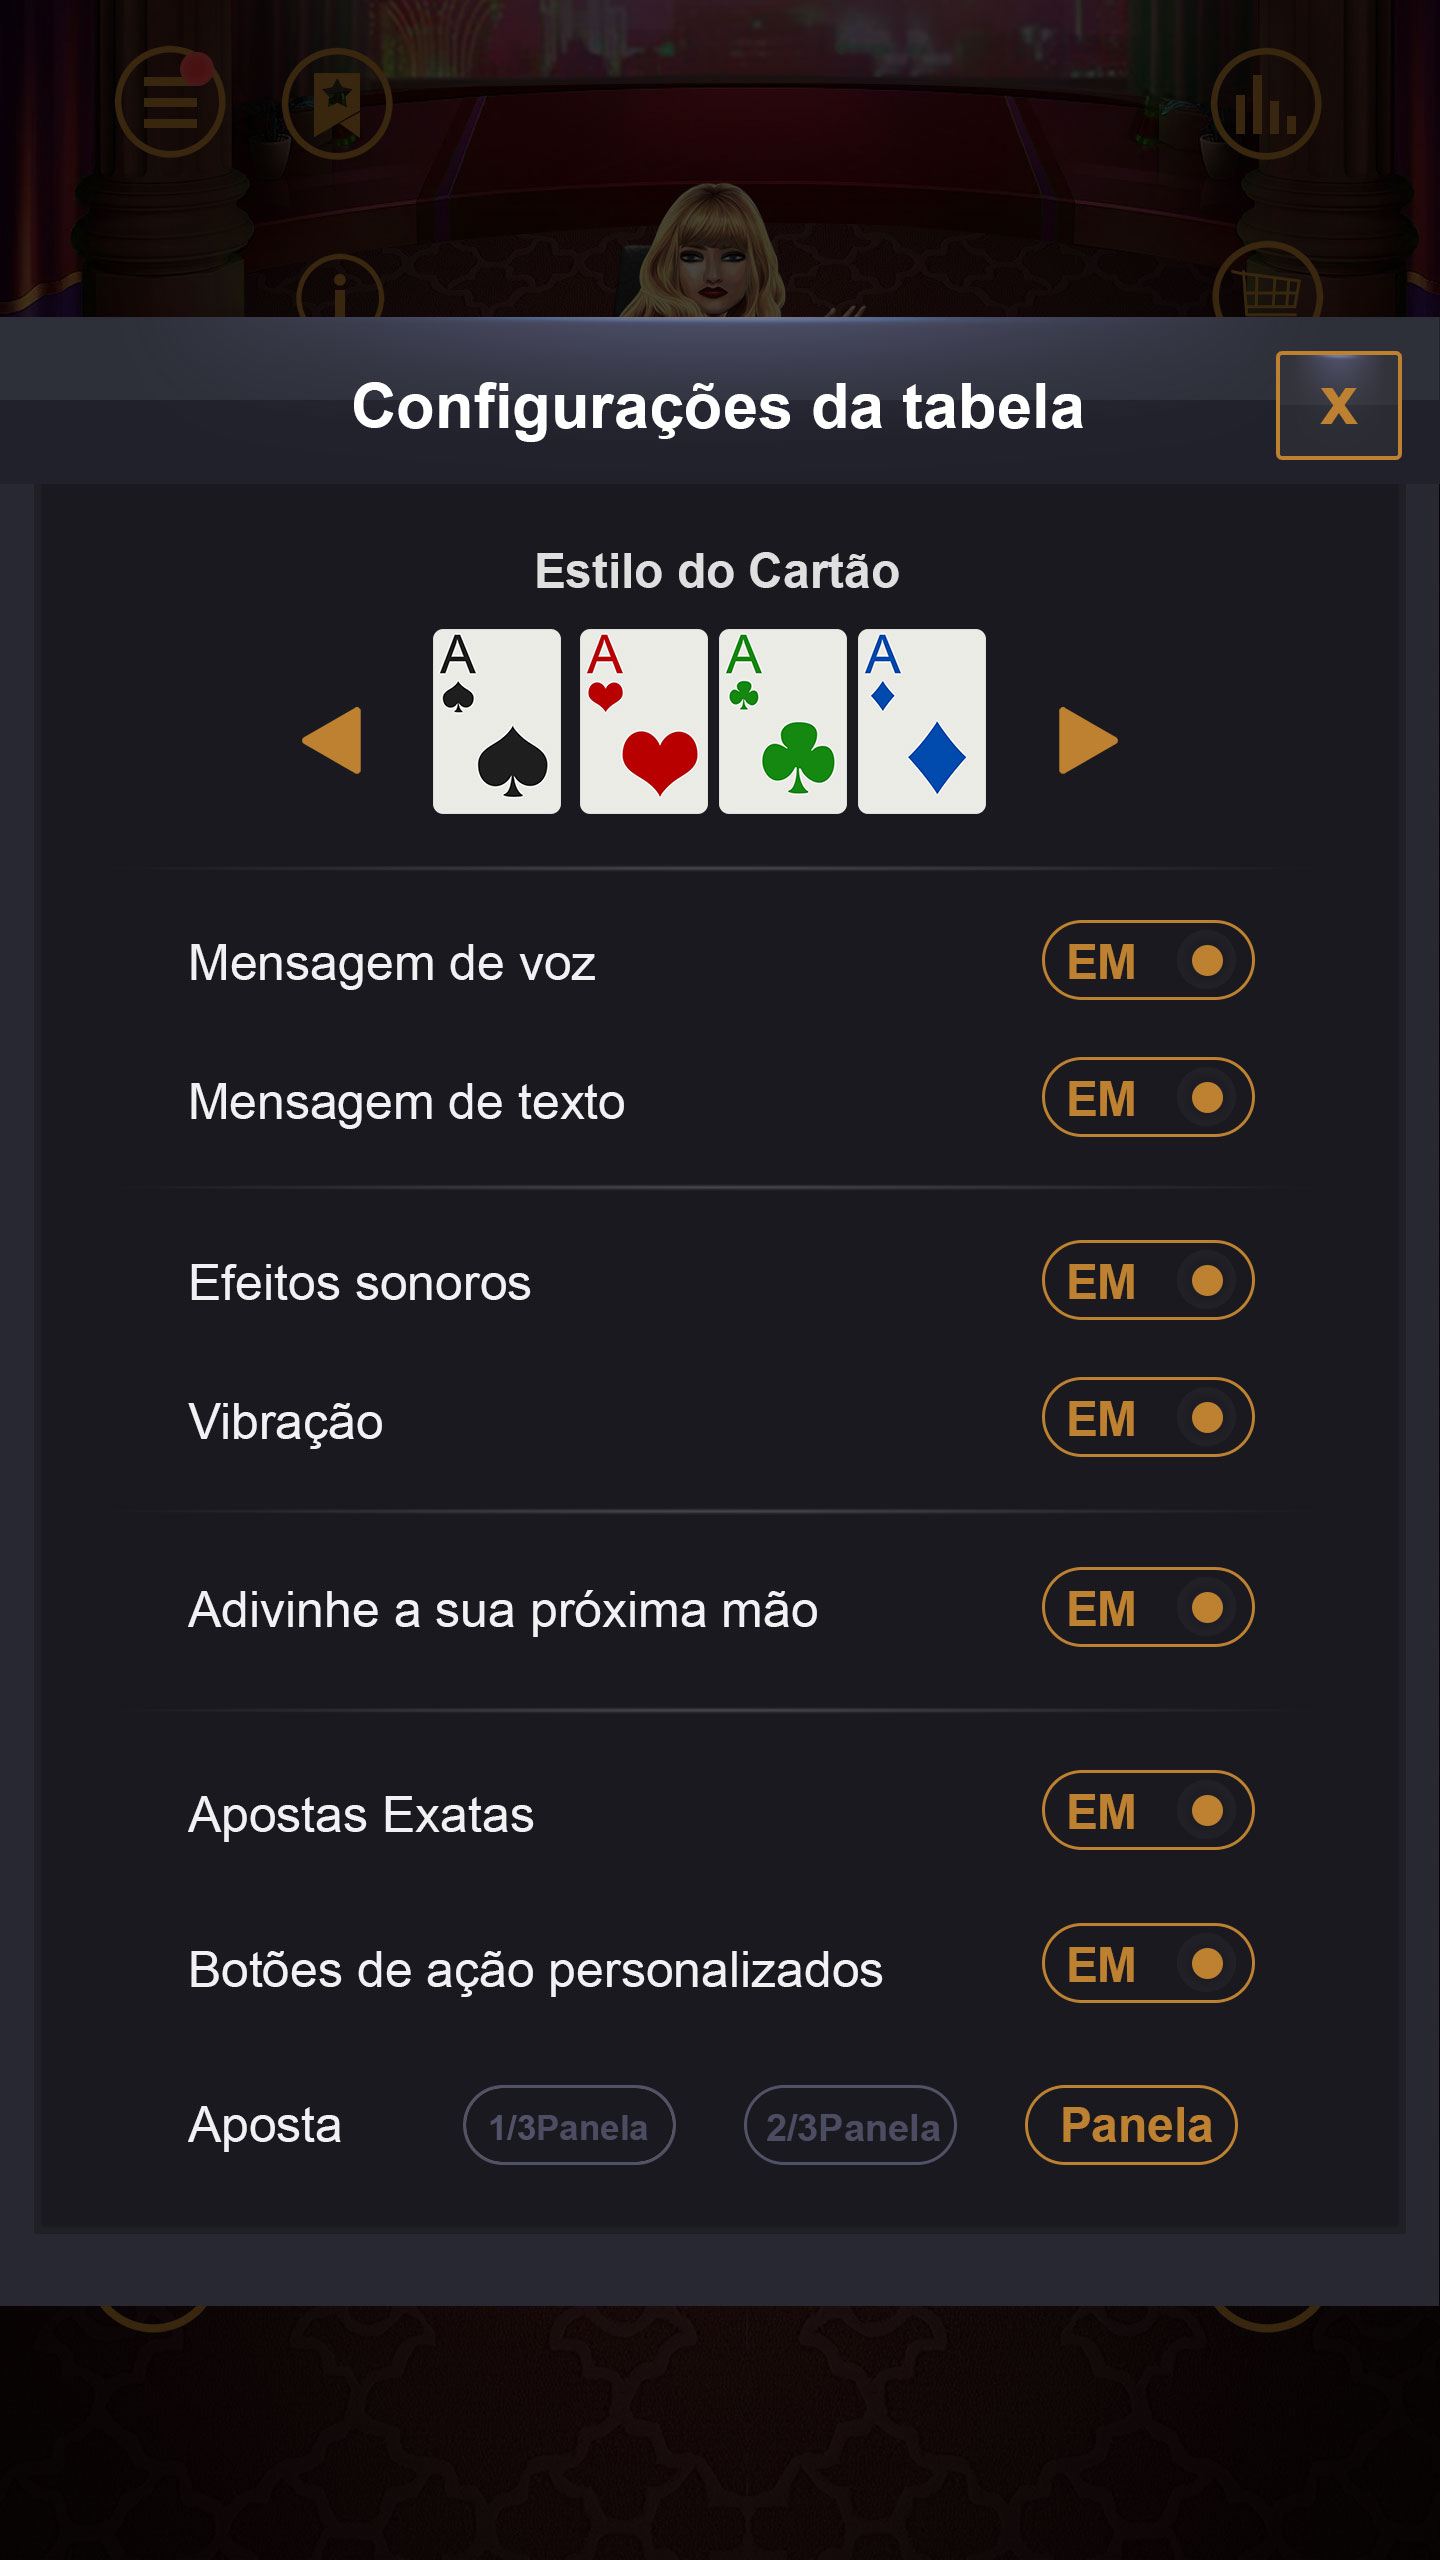 Configurações da tabela
X
Estilo do Cartão
A A A A
Mensagem de voz EM
Mensagem de texto EM
Efeitos sonoros EM
Vibração EM
Adivinhe a sua próxima mão EM
Apostas Exatas EM
Botões de ação personalizados EM
Aposta 1/3Panela 2/3Panela Panela